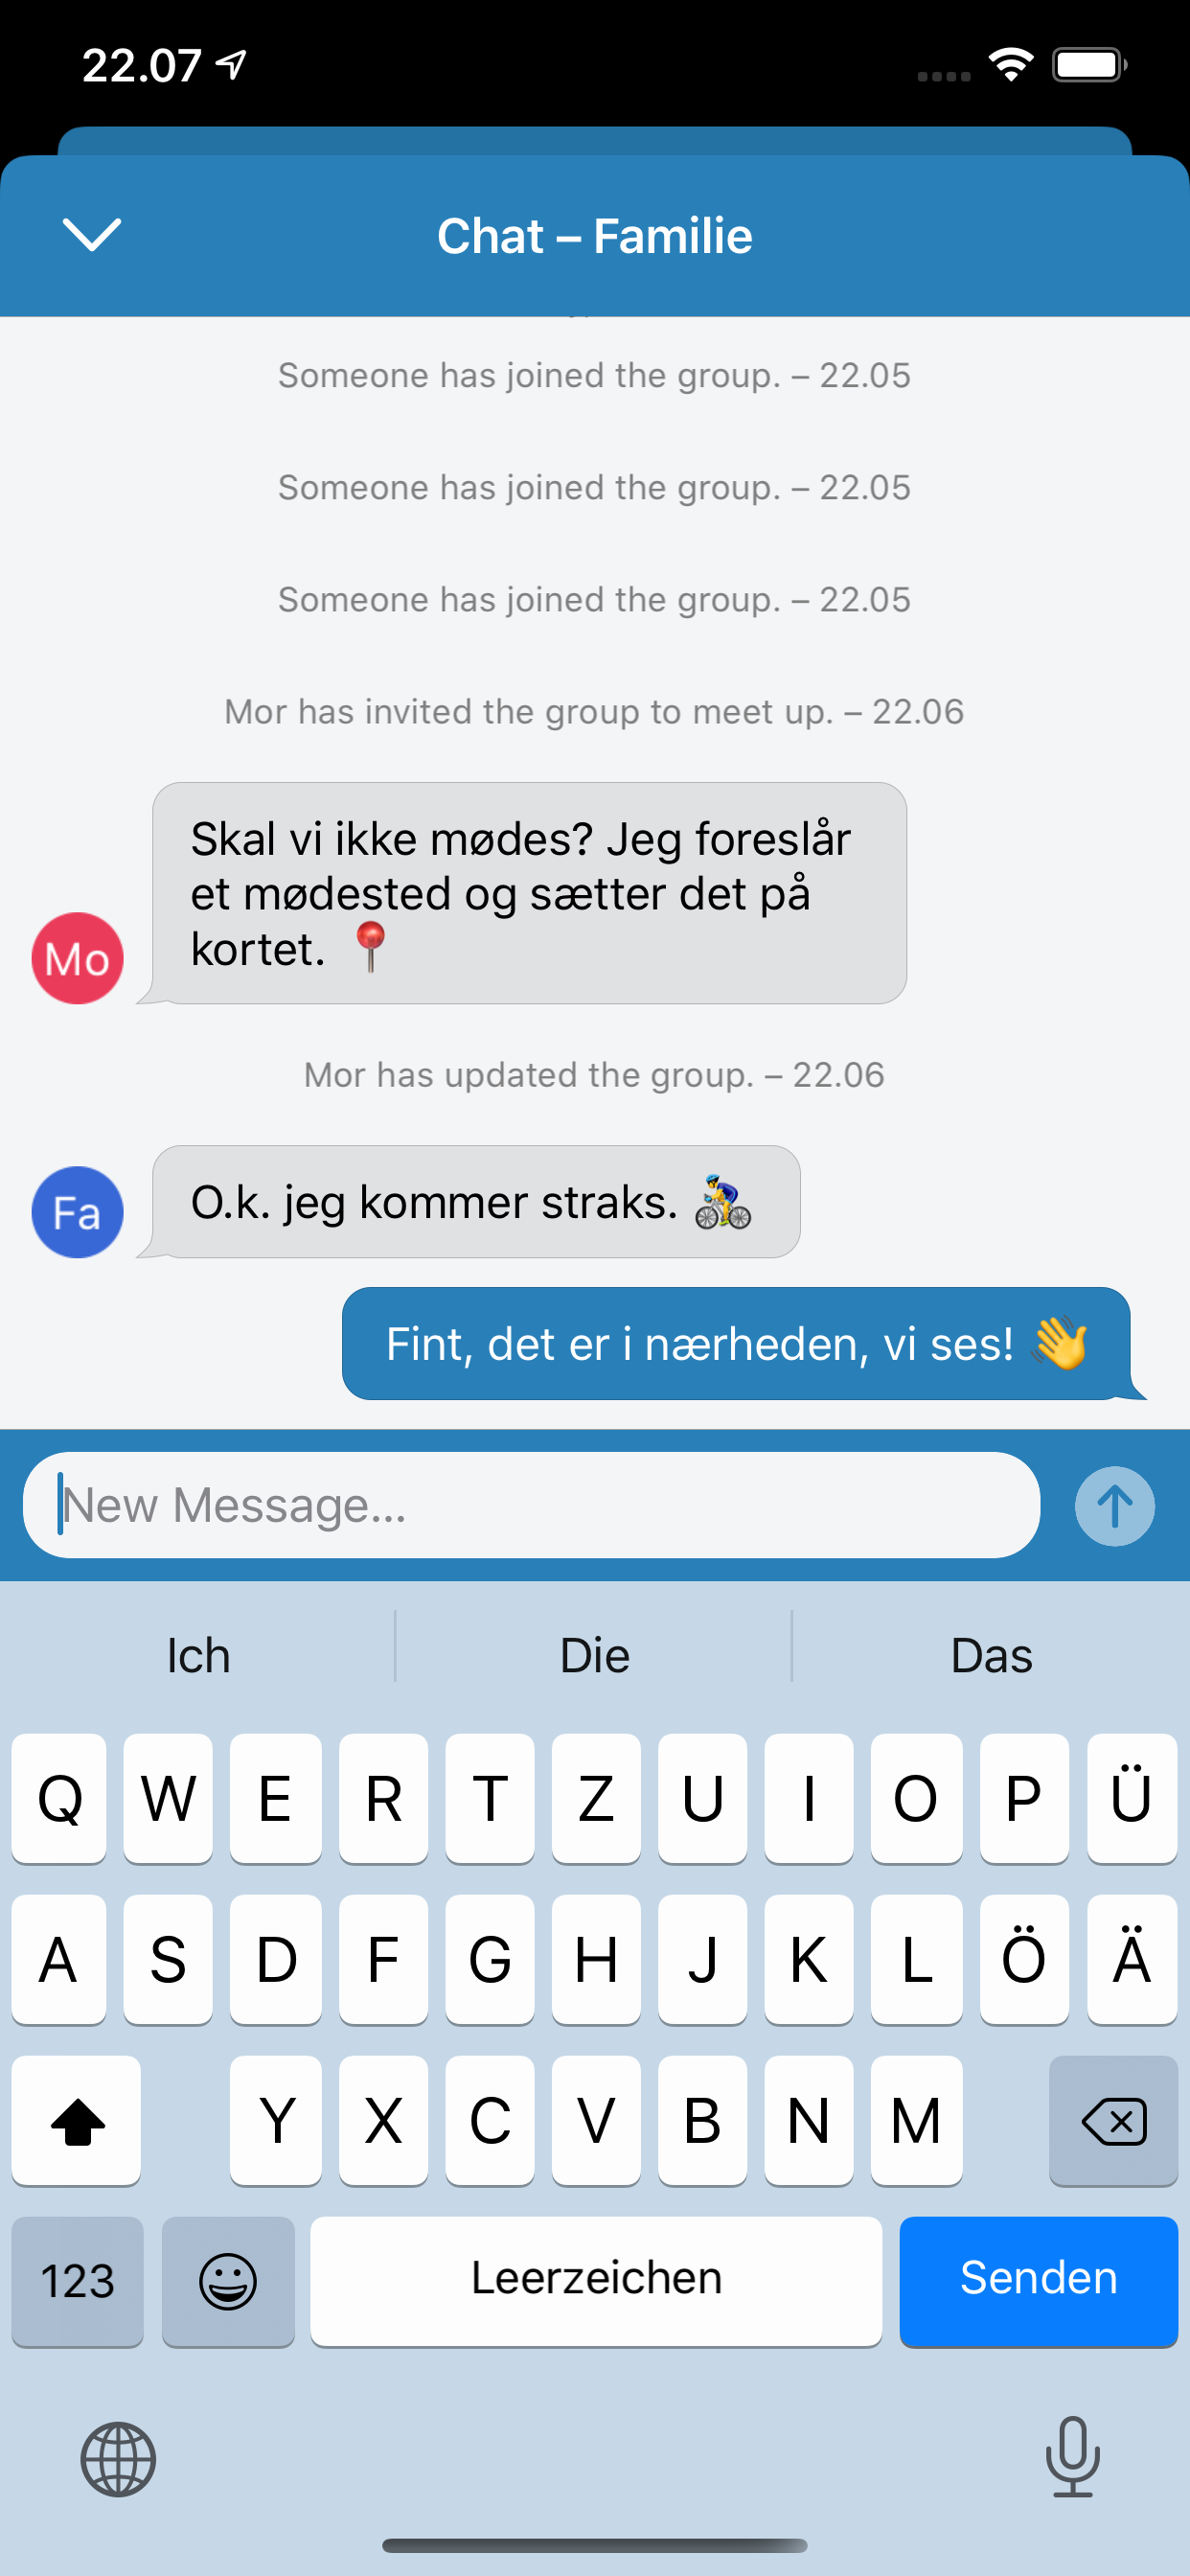 22.07
Chat – Familie
Someone has joined the group. – 22.05
Someone has joined the group. – 22.05
Someone has joined the group. – 22.05
Mor has invited the group to meet up. – 22.06
Skal vi ikke mødes? Jeg foreslår
et mødested og sætter det på
kortet. 📍
Mo
Mor has updated the group. – 22.06
Fa
O.k. jeg kommer straks. 🚴
Fint, det er i nærheden, vi ses! 👋
New Message...
Ich Die Das
Q W E R T Z U I O P Ü
A S D F G H J K L Ö Ä
Y X C V B N M
123 Leerzeichen Senden